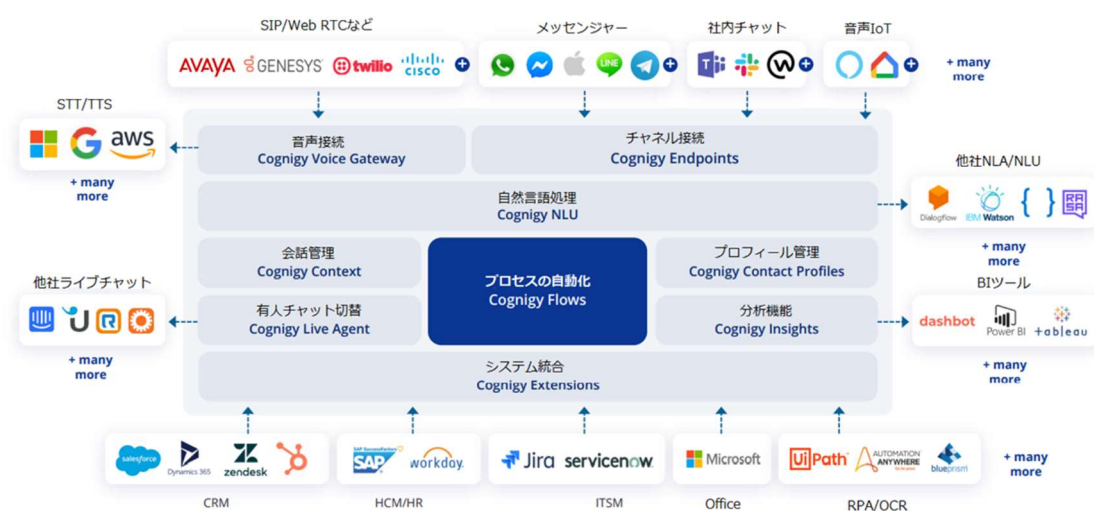 SIP/Web RTCなど
メッセンジャー
社内チャット
音声IoT
AVAYA
GENESYS
twilio
CISCO
LINE
+ many
more
STT/TTS
aws
+ many
more
音声接続
Cognigy Voice Gateway
チャネル接続
Cognigy Endpoints
他社NLA/NLU
Dialogflow
IBM Watson
RASA
+ many
more
自然言語処理
Cognigy NLU
会話管理
Cognigy Context
プロセスの自動化
Cognigy Flows
プロフィール管理
Cognigy Contact Profiles
他社ライブチャット
+ many
more
有人チャット切替
Cognigy Live Agent
分析機能
Cognigy Insights
BIツール
dashbot
Power BI
+ableau
+ many
more
システム統合
Cognigy Extensions
salesforce
Dynamics 365
zendesk
SAP SuccessFactors
SAP
workday.
Jira
servicenow
Microsoft
UiPath
AUTOMATION
ANYWHERE
blueprism
+ many
more
CRM
HCM/HR
ITSM
Office
RPA/OCR